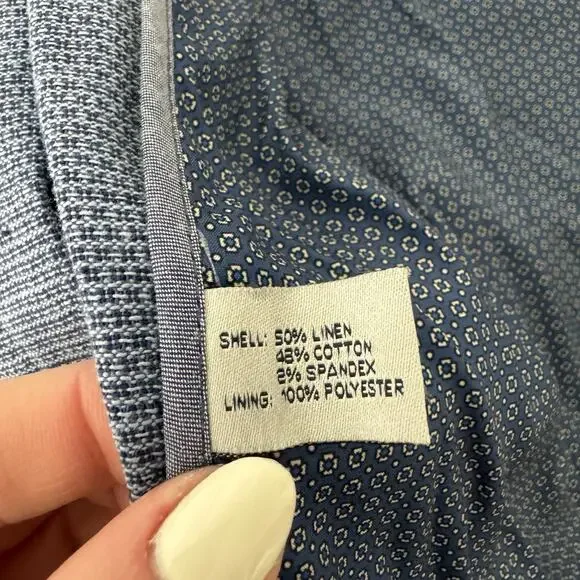 SHELL: 50% LINEN
48% COTTON
2% SPANDEX
LINING: 100% POLYESTER